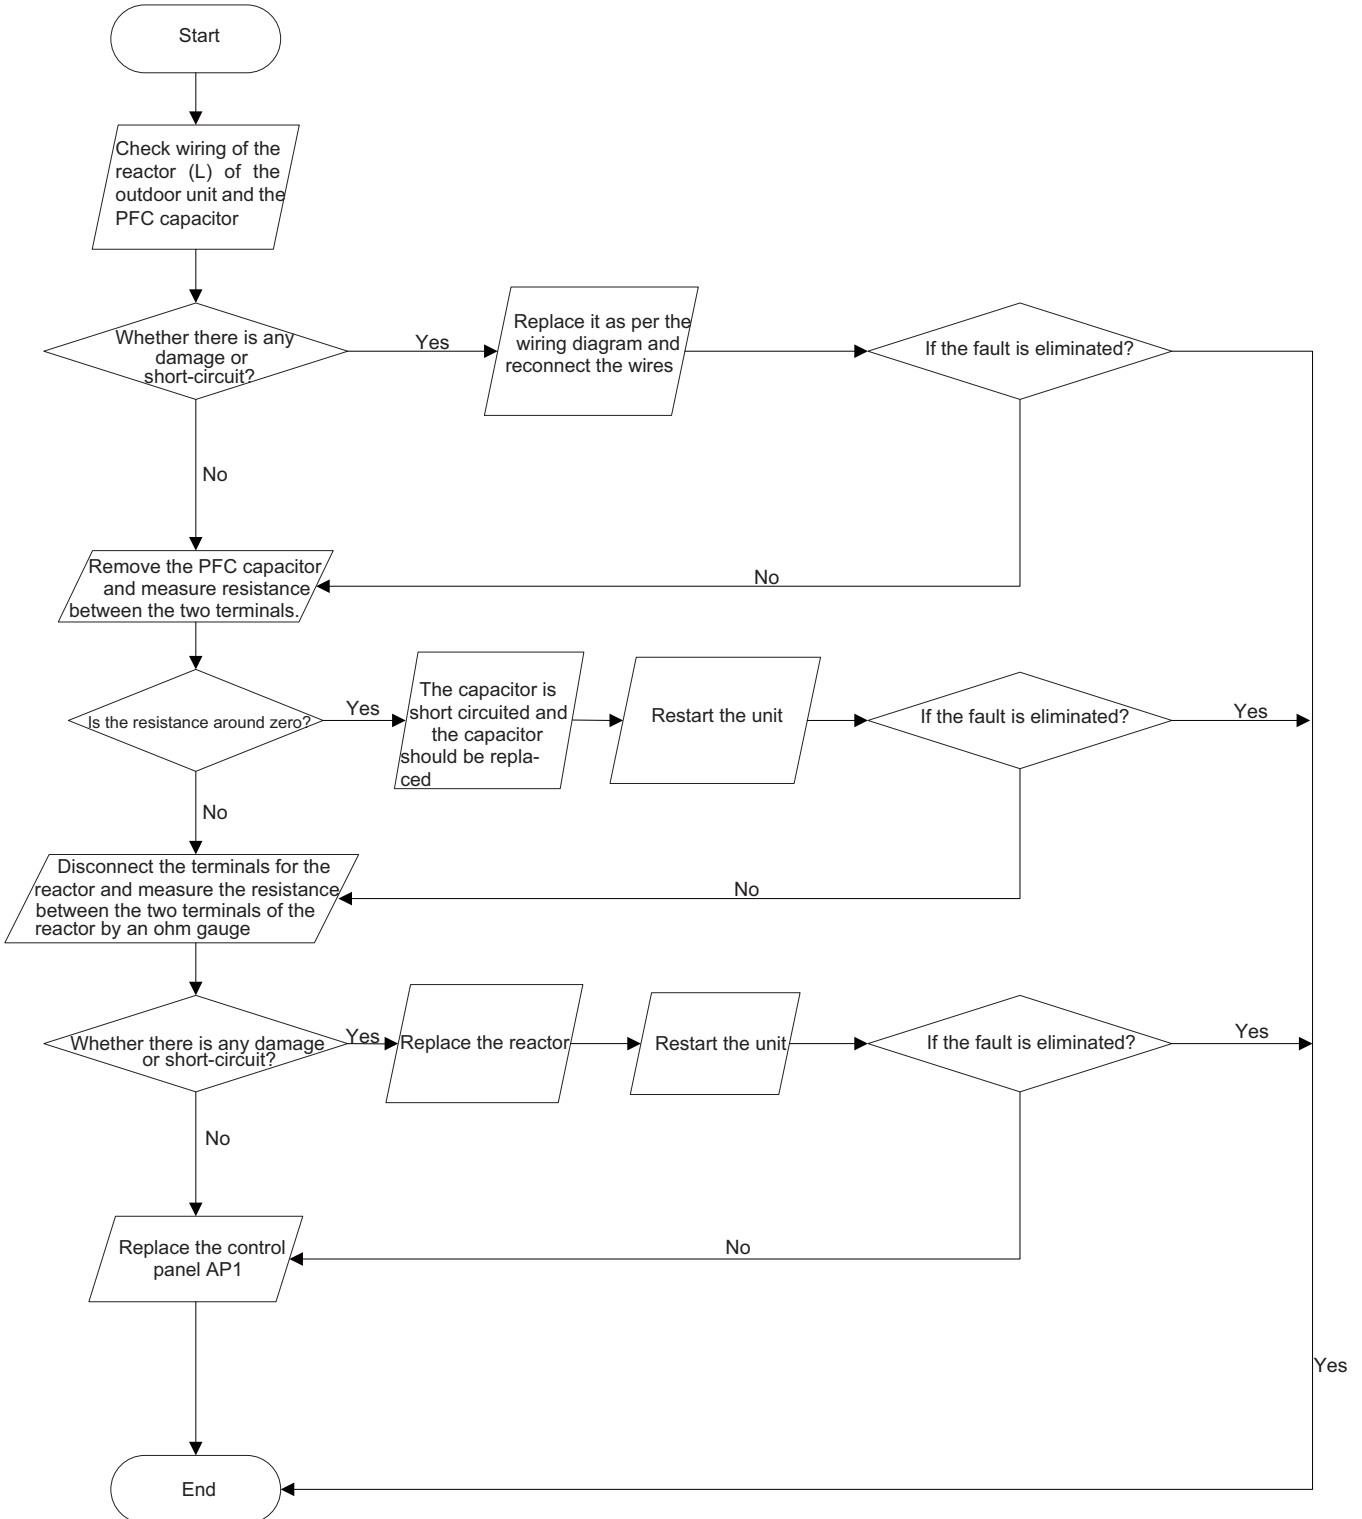 Start
Check wiring of the
reactor (L) of the
outdoor unit and the
PFC capacitor
Whether there is any
damage or
short-circuit?
Yes
Replace it as per the
wiring diagram and
reconnect the wires
If the fault is eliminated?
No
Remove the PFC capacitor
and measure resistance
between the two terminals.
No
Is the resistance around zero?
Yes
The capacitor is
short circuited and
the capacitor
should be repla-
ced
Restart the unit
If the fault is eliminated?
Yes
No
Disconnect the terminals for the
reactor and measure the resistance
between the two terminals of the
reactor by an ohm gauge
No
Whether there is any damage
or short-circuit?
Yes
Replace the reactor
Restart the unit
If the fault is eliminated?
Yes
No
Replace the control
panel AP1
No
Yes
End